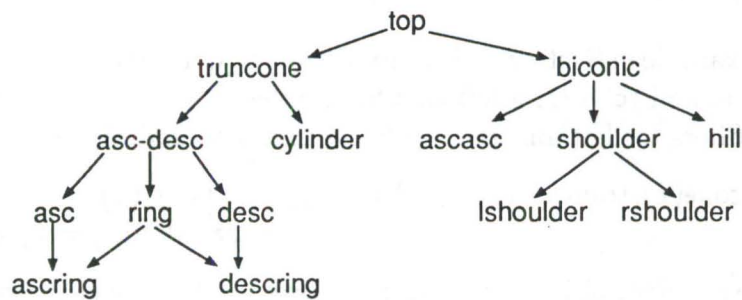 top
truncone biconic
asc-desc cylinder ascasc shoulder hill
asc ring desc lshoulder rshoulder
ascring descring